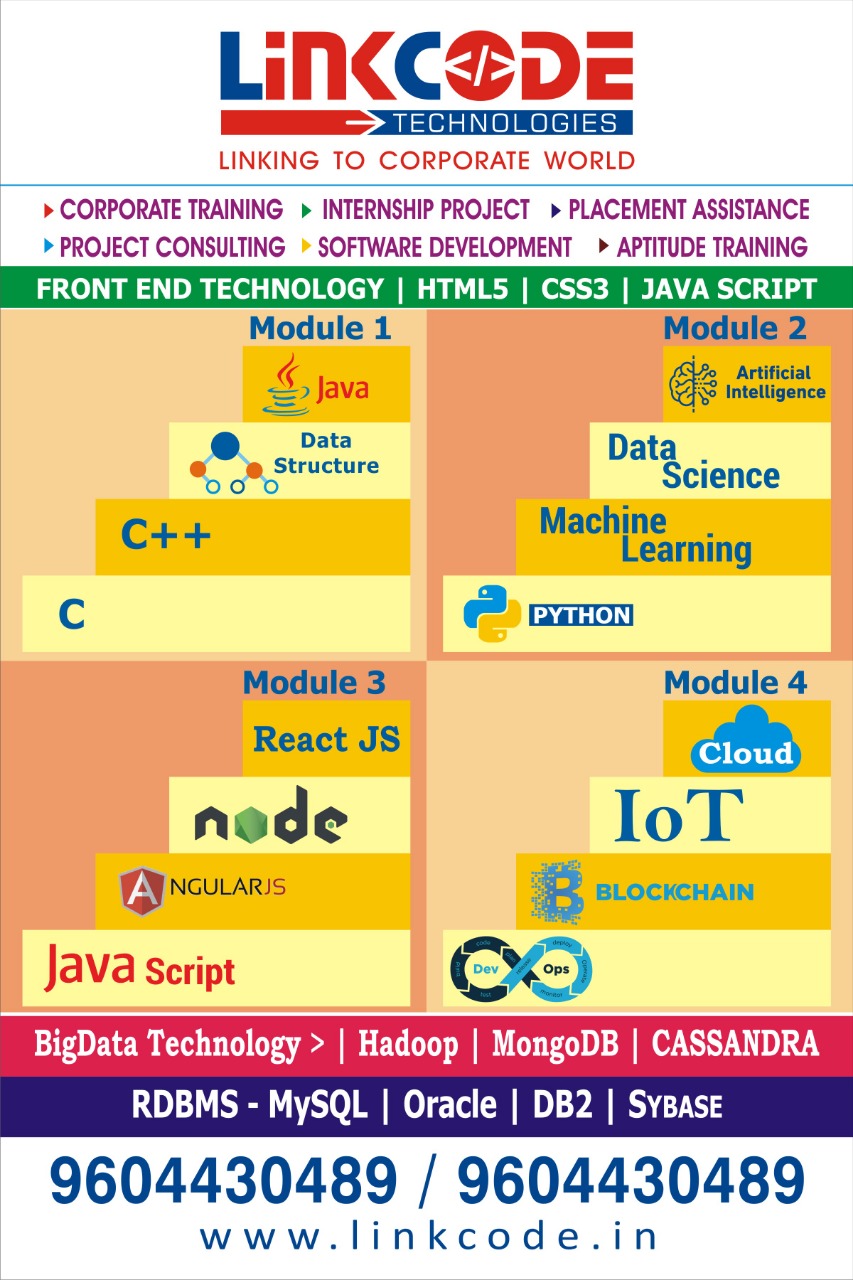 LiNKCODE
TECHNOLOGIES
LINKING TO CORPORATE WORLD
CORPORATE TRAINING INTERNSHIP PROJECT PLACEMENT ASSISTANCE
PROJECT CONSULTING SOFTWARE DEVELOPMENT APTITUDE TRAINING
FRONT END TECHNOLOGY | HTML5 | CSS3 | JAVA SCRIPT
Module 1
Java
Data
Structure
C++
C
Module 2
Artificial
Intelligence
Data
Science
Machine
Learning
PYTHON
Module 3
React JS
node
ANGULARJS
Java Script
Module 4
Cloud
IoT
BLOCKCHAIN
Dev Ops
code
deploy
release
monitor
test
BigData Technology > | Hadoop | MongoDB | CASSANDRA
RDBMS - MySQL | Oracle | DB2 | SYBASE
9604430489 / 9604430489
www.linkcode.in